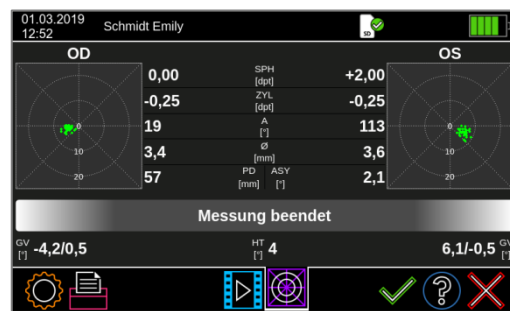 01.03.2019
12:52
Schmidt Emily
SD
OD
OS
0,00 SPH [dpt] +2,00
-0,25 ZYL [dpt] -0,25
19 A [°] 113
3,4 Ø [mm] 3,6
57 PD [mm] ASY [°] 2,1
0
10
20
0
10
20
Messung beendet
GV [°] -4,2/0,5
HT [°] 4
6,1/-0,5 GV [°]
?